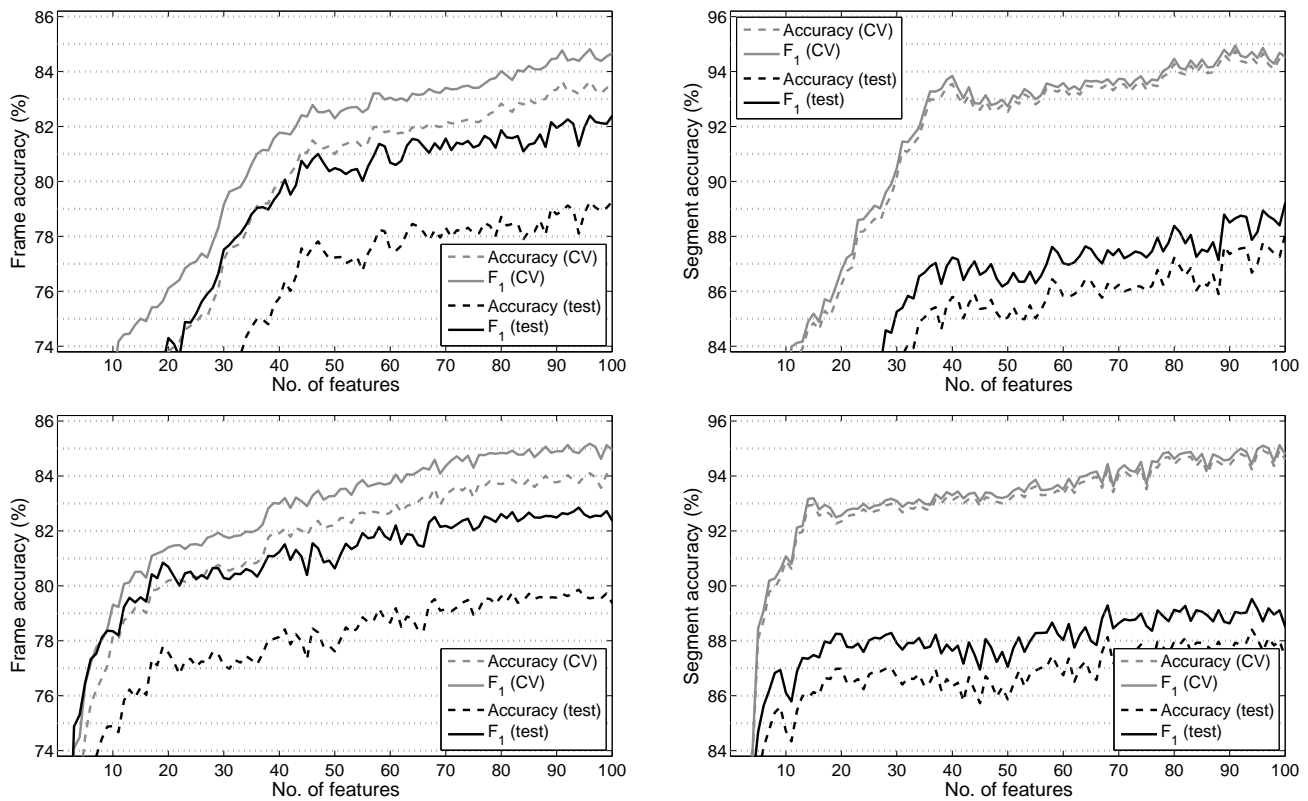 86
84
82
80
78
76
74
Frame accuracy (%)
10 20 30 40 50 60 70 80 90 100
No. of features
Accuracy (CV)
F1 (CV)
Accuracy (test)
F1 (test)
96
94
92
90
88
86
84
Segment accuracy (%)
10 20 30 40 50 60 70 80 90 100
No. of features
Accuracy (CV)
F1 (CV)
Accuracy (test)
F1 (test)
86
84
82
80
78
76
74
Frame accuracy (%)
10 20 30 40 50 60 70 80 90 100
No. of features
Accuracy (CV)
F1 (CV)
Accuracy (test)
F1 (test)
96
94
92
90
88
86
84
Segment accuracy (%)
10 20 30 40 50 60 70 80 90 100
No. of features
Accuracy (CV)
F1 (CV)
Accuracy (test)
F1 (test)